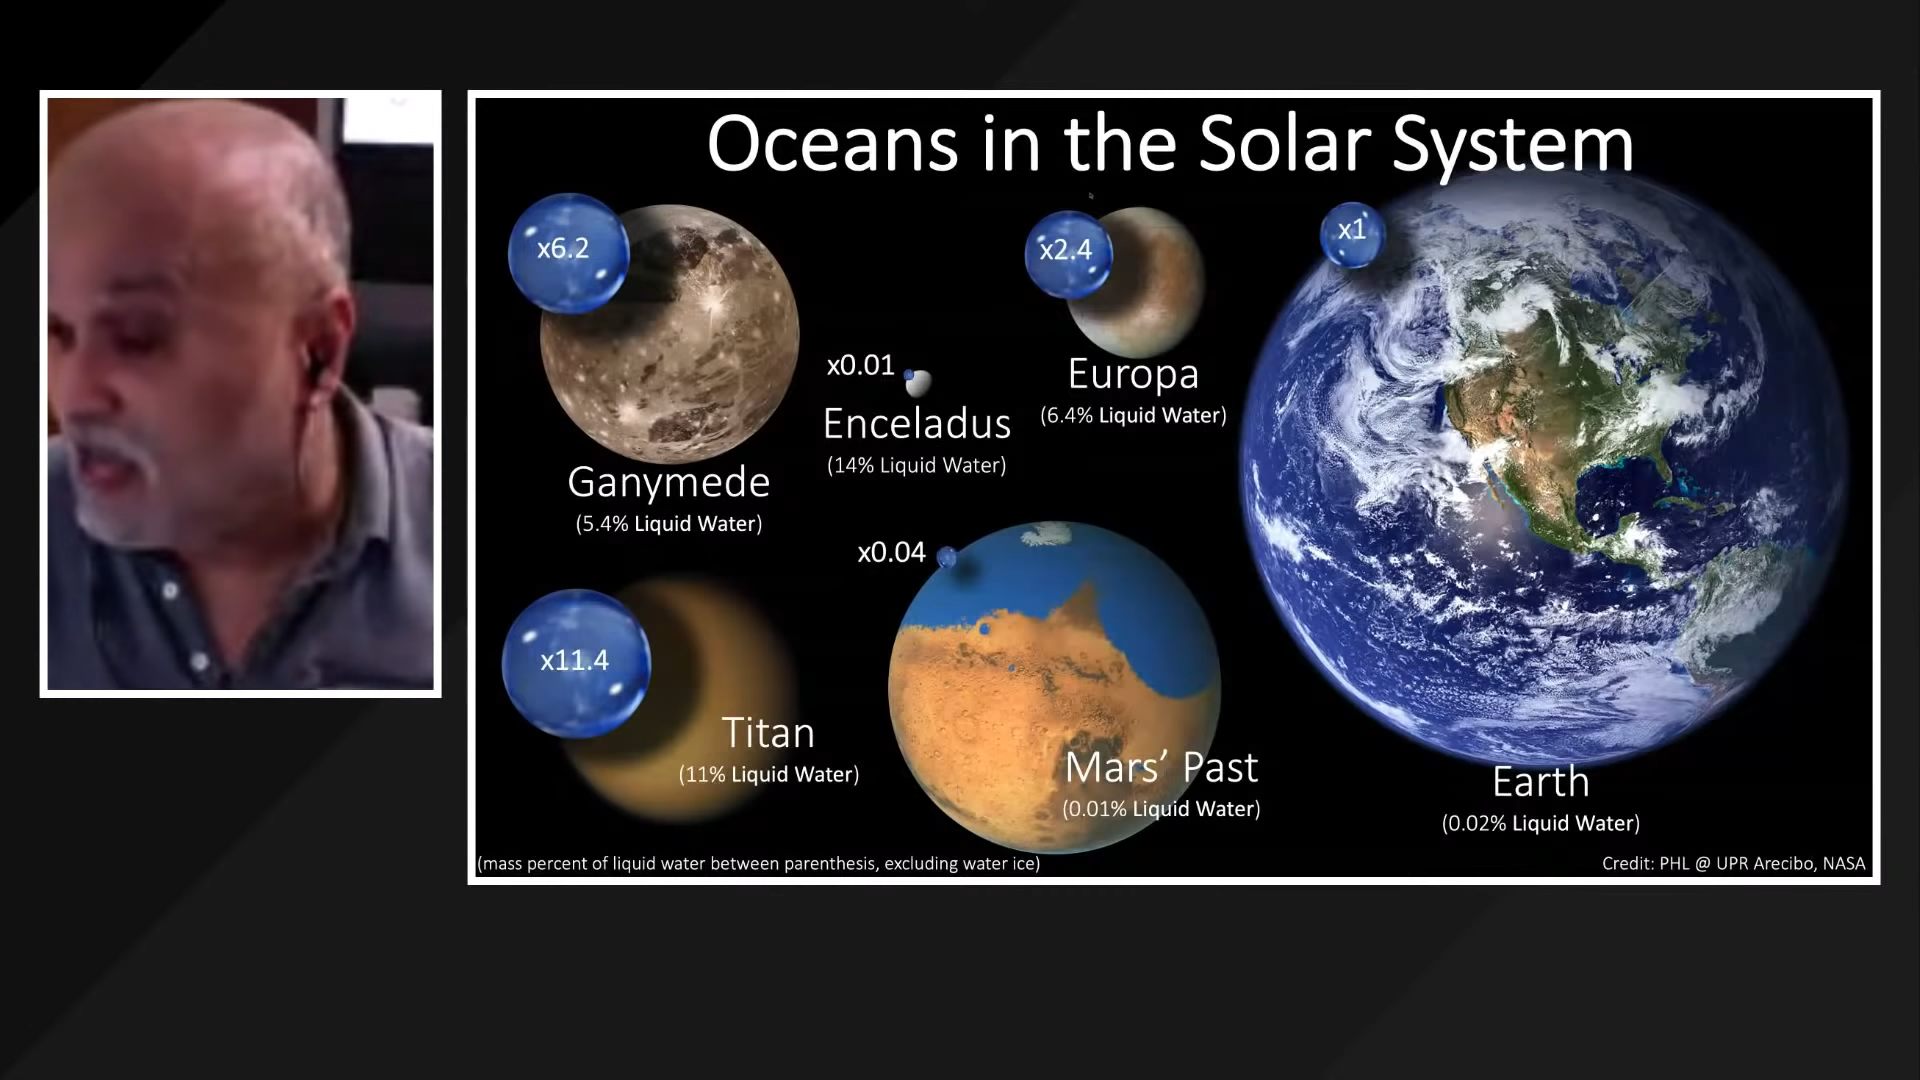 Oceans in the Solar System
x6.2
Ganymede
(5.4% Liquid Water)
x0.01
Enceladus
(14% Liquid Water)
x2.4
Europa
(6.4% Liquid Water)
x1
Earth
(0.02% Liquid Water)
x11.4
Titan
(11% Liquid Water)
x0.04
Mars’ Past
(0.01% Liquid Water)
(mass percent of liquid water between parenthesis, excluding water ice)
Credit: PHL @ UPR Arecibo, NASA